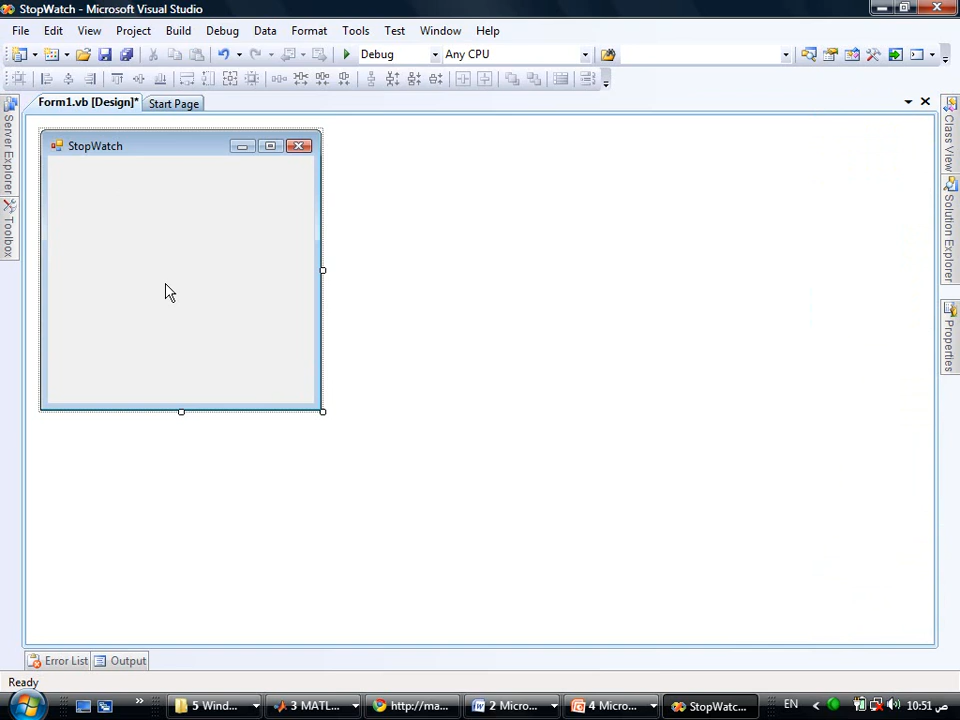 StopWatch - Microsoft Visual Studio
File Edit View Project Build Debug Data Format Tools Test Window Help
Debug Any CPU
Form1.vb [Design]* Start Page
Server Explorer
Toolbox
StopWatch
Class View
Solution Explorer
Properties
Error List Output
Ready
5 Wind... 3 MATL... http://ma... 2 Micro... 4 Micro... StopWatc... EN 10:51 ص